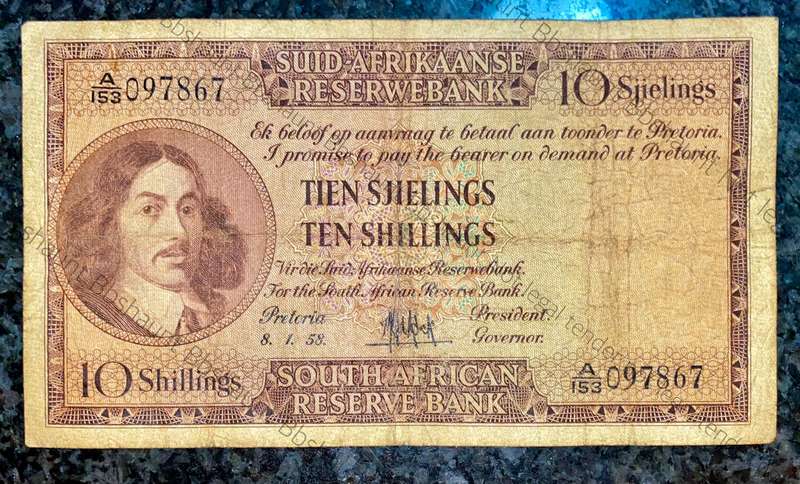 SUID-AFRIKAANSE
RESERWEBANK
A/153 097867
10 Sjielings
Ek beloof op aanvraag te betaal aan toonder te Pretoria.
I promise to pay the bearer on demand at Pretoria.
TIEN SJIELINGS
TEN SHILLINGS
Vir die Suid-Afrikaanse Reserwebank.
For the South African Reserve Bank.
Pretoria
President.
8. 1. 58.
Governor.
10 Shillings
SOUTH AFRICAN
RESERVE BANK
A/153 097867